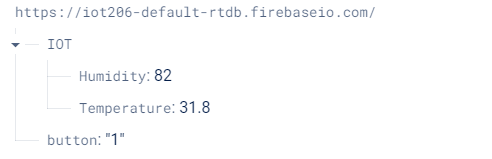 https://iot206-default-rtdb.firebaseio.com/
IOT
Humidity: 82
Temperature: 31.8
button: "1"